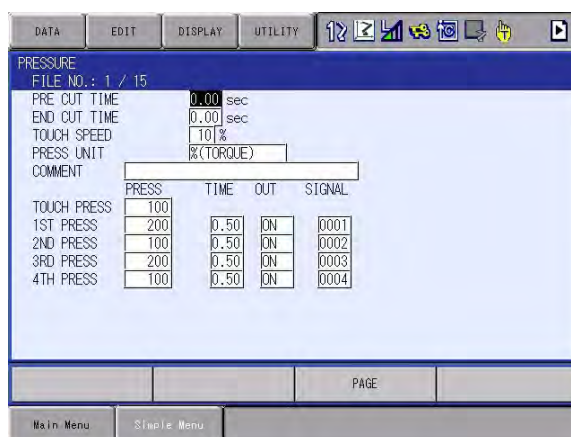 DATA EDIT DISPLAY UTILITY
PRESSURE
FILE NO.: 1 / 15
PRE CUT TIME 0.00 sec
END CUT TIME 0.00 sec
TOUCH SPEED 10 %
PRESS UNIT %(TORQUE)
COMMENT
PRESS TIME OUT SIGNAL
TOUCH PRESS 100
1ST PRESS 200 0.50 ON 0001
2ND PRESS 100 0.50 ON 0002
3RD PRESS 200 0.50 ON 0003
4TH PRESS 100 0.50 ON 0004
PAGE
Main Menu Simple Menu